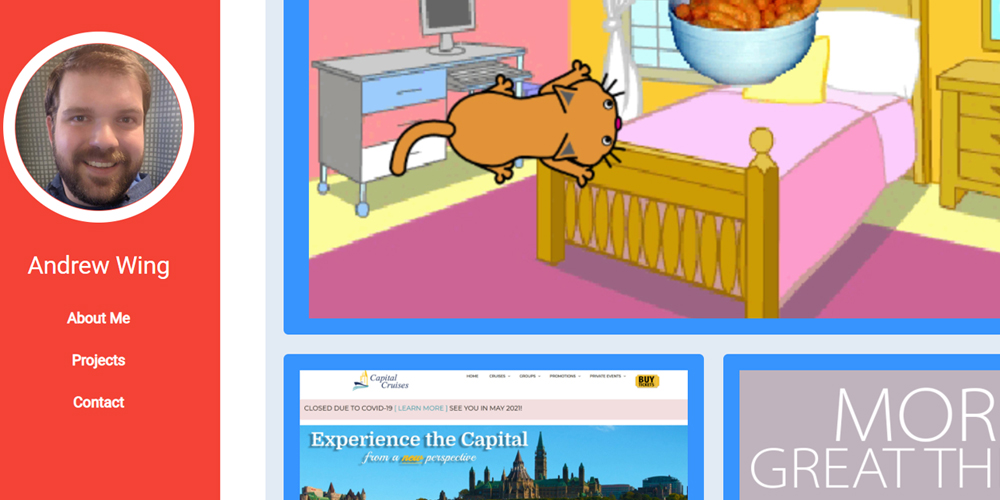 Andrew Wing
About Me
Projects
Contact
Capital
Cruises
HOME CRUISES GROUPS PROMOTIONS PRIVATE EVENTS BUY TICKETS
CLOSED DUE TO COVID-19 | LEARN MORE | SEE YOU IN MAY 2021!
Experience the Capital
from a new perspective
MOR
GREAT TH